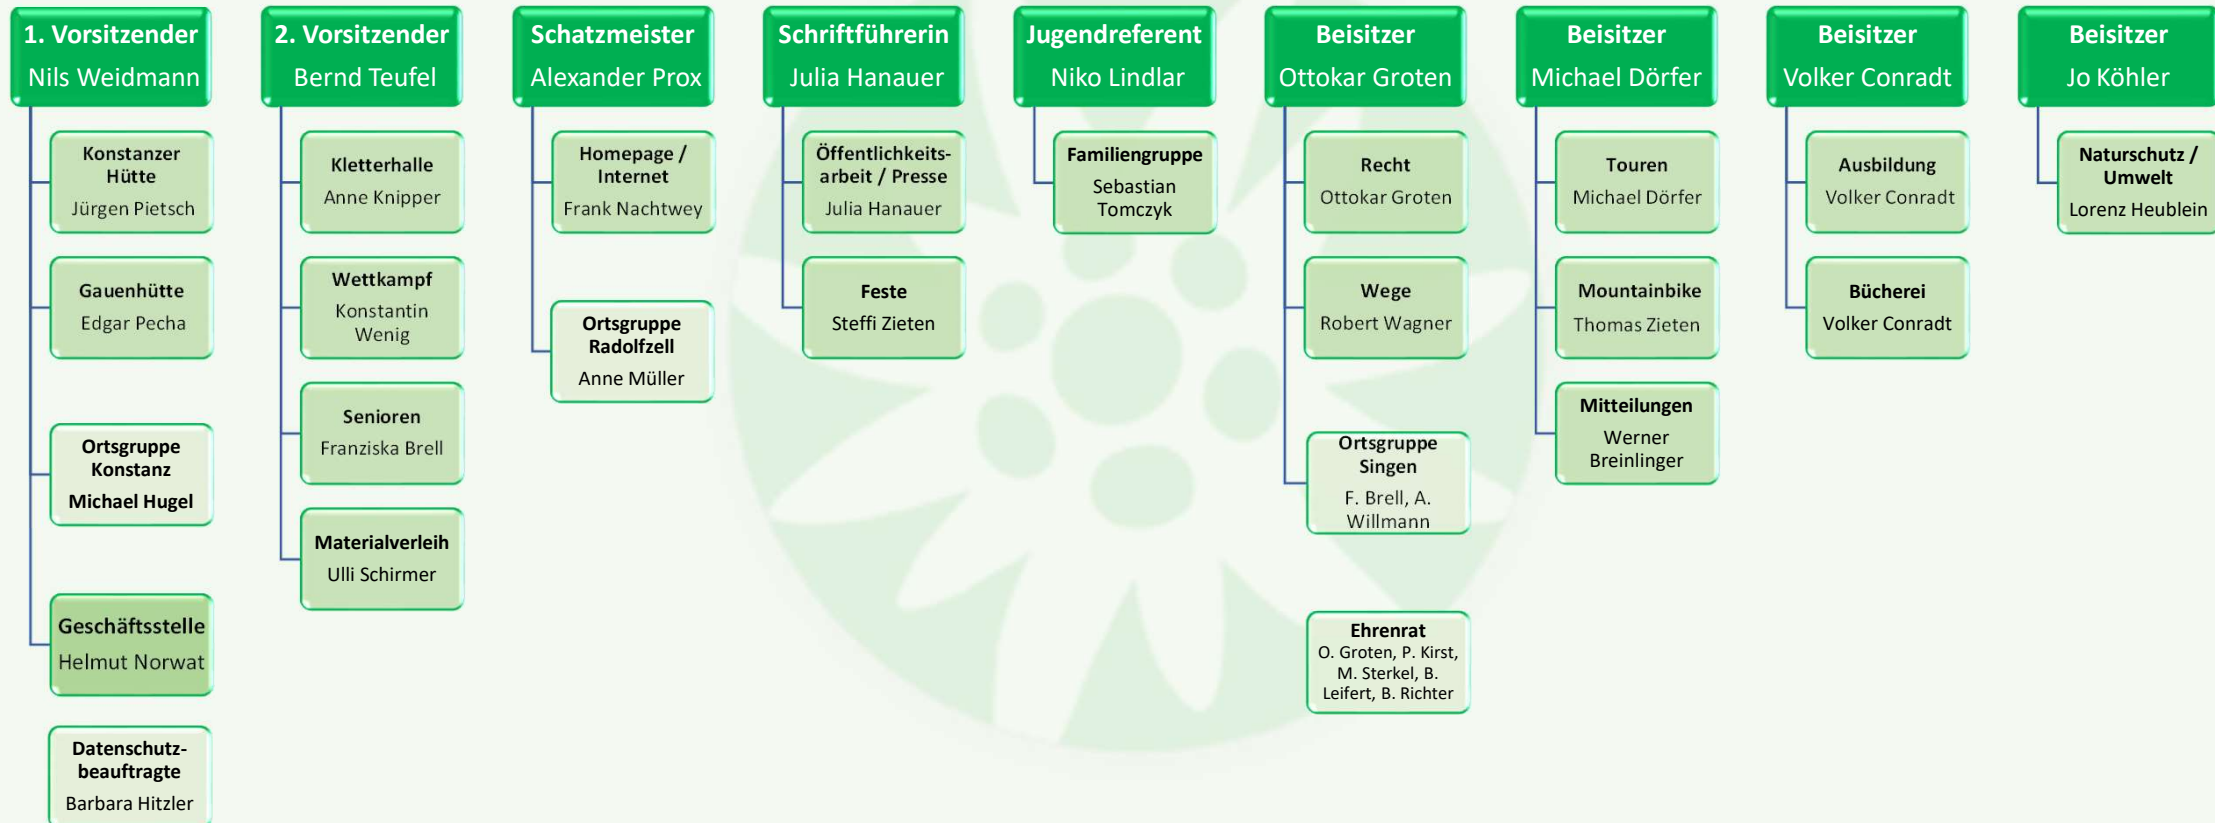 1. Vorsitzender
Nils Weidmann
Konstanzer
Hütte
Jürgen Pietsch
Gauenhütte
Edgar Pecha
Ortsgruppe
Konstanz
Michael Hugel
Geschäftsstelle
Helmut Norwat
Datenschutz-
beauftragte
Barbara Hitzler
2. Vorsitzender
Bernd Teufel
Kletterhalle
Anne Knipper
Wettkampf
Konstantin
Wenig
Senioren
Franziska Brell
Materialverleih
Ulli Schirmer
Schatzmeister
Alexander Prox
Homepage /
Internet
Frank Nachtwey
Ortsgruppe
Radolfzell
Anne Müller
Schriftführerin
Julia Hanauer
Öffentlichkeits-
arbeit / Presse
Julia Hanauer
Feste
Steffi Zieten
Jugendreferent
Niko Lindlar
Familiengruppe
Sebastian
Tomczyk
Beisitzer
Ottokar Groten
Recht
Ottokar Groten
Wege
Robert Wagner
Ortsgruppe
Singen
F. Brell, A.
Willmann
Ehrenrat
O. Groten, P. Kirst,
M. Sterkel, B.
Leifert, B. Richter
Beisitzer
Michael Dörfer
Touren
Michael Dörfer
Mountainbike
Thomas Zieten
Mitteilungen
Werner
Breinlinger
Beisitzer
Volker Conradt
Ausbildung
Volker Conradt
Bücherei
Volker Conradt
Beisitzer
Jo Köhler
Naturschutz /
Umwelt
Lorenz Heublein